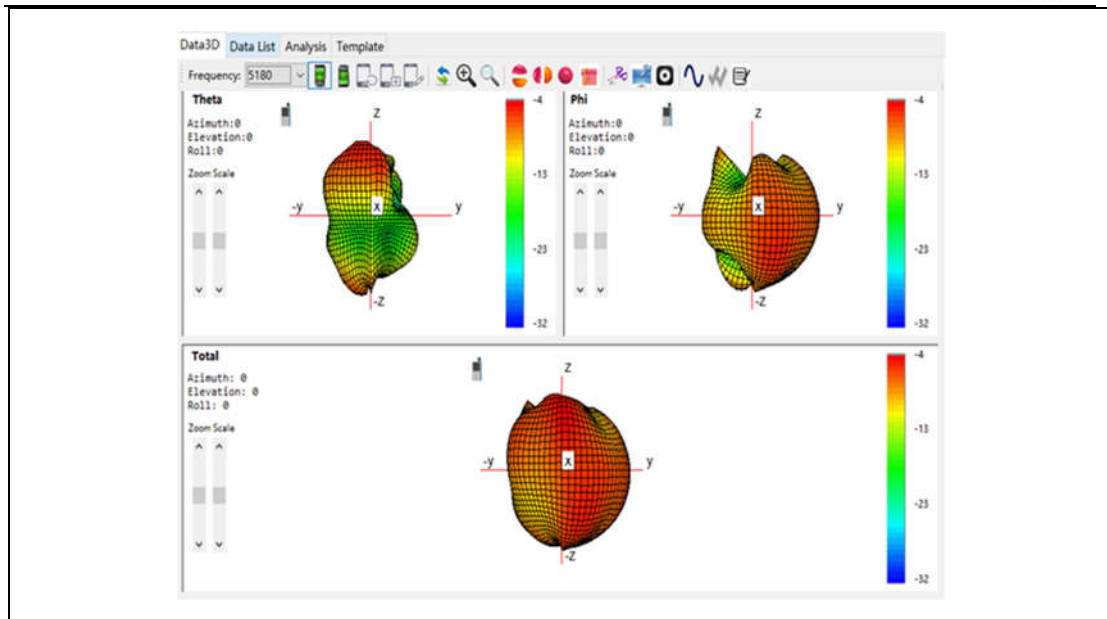 Data3D Data List Analysis Template
Frequency: 5180
Theta
Azimuth:0
Elevation:0
Roll:0
Zoom Scale
Z
-y
X
y
-Z
-4
-13
-23
-32
Phi
Azimuth:0
Elevation:0
Roll:0
Zoom Scale
Z
-y
X
y
-Z
-4
-13
-23
-32
Total
Azimuth: 0
Elevation: 0
Roll: 0
Zoom Scale
Z
-y
X
y
-Z
-4
-13
-23
-32